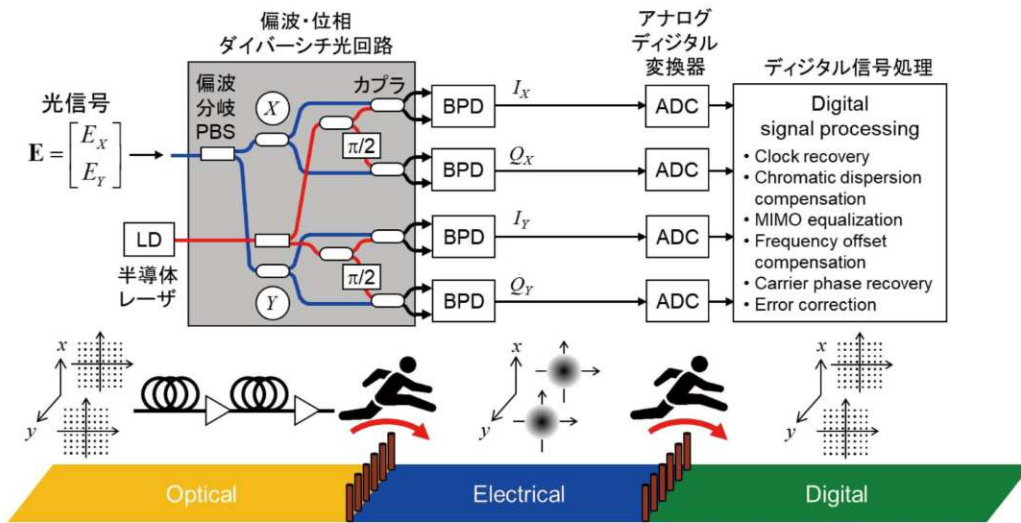 偏波・位相
ダイバーシチ光回路
光信号
E = [E_X
E_Y]
偏波
分岐
PBS
X
カプラ
π/2
LD
半導体
レーザ
π/2
Y
BPD
I_X
BPD
Q_X
BPD
I_Y
BPD
Q_Y
アナログ
ディジタル
変換器
ADC
ADC
ADC
ADC
ディジタル信号処理
Digital
signal processing
• Clock recovery
• Chromatic dispersion
compensation
• MIMO equalization
• Frequency offset
compensation
• Carrier phase recovery
• Error correction
x
y
x
y
x
y
Optical
Electrical
Digital